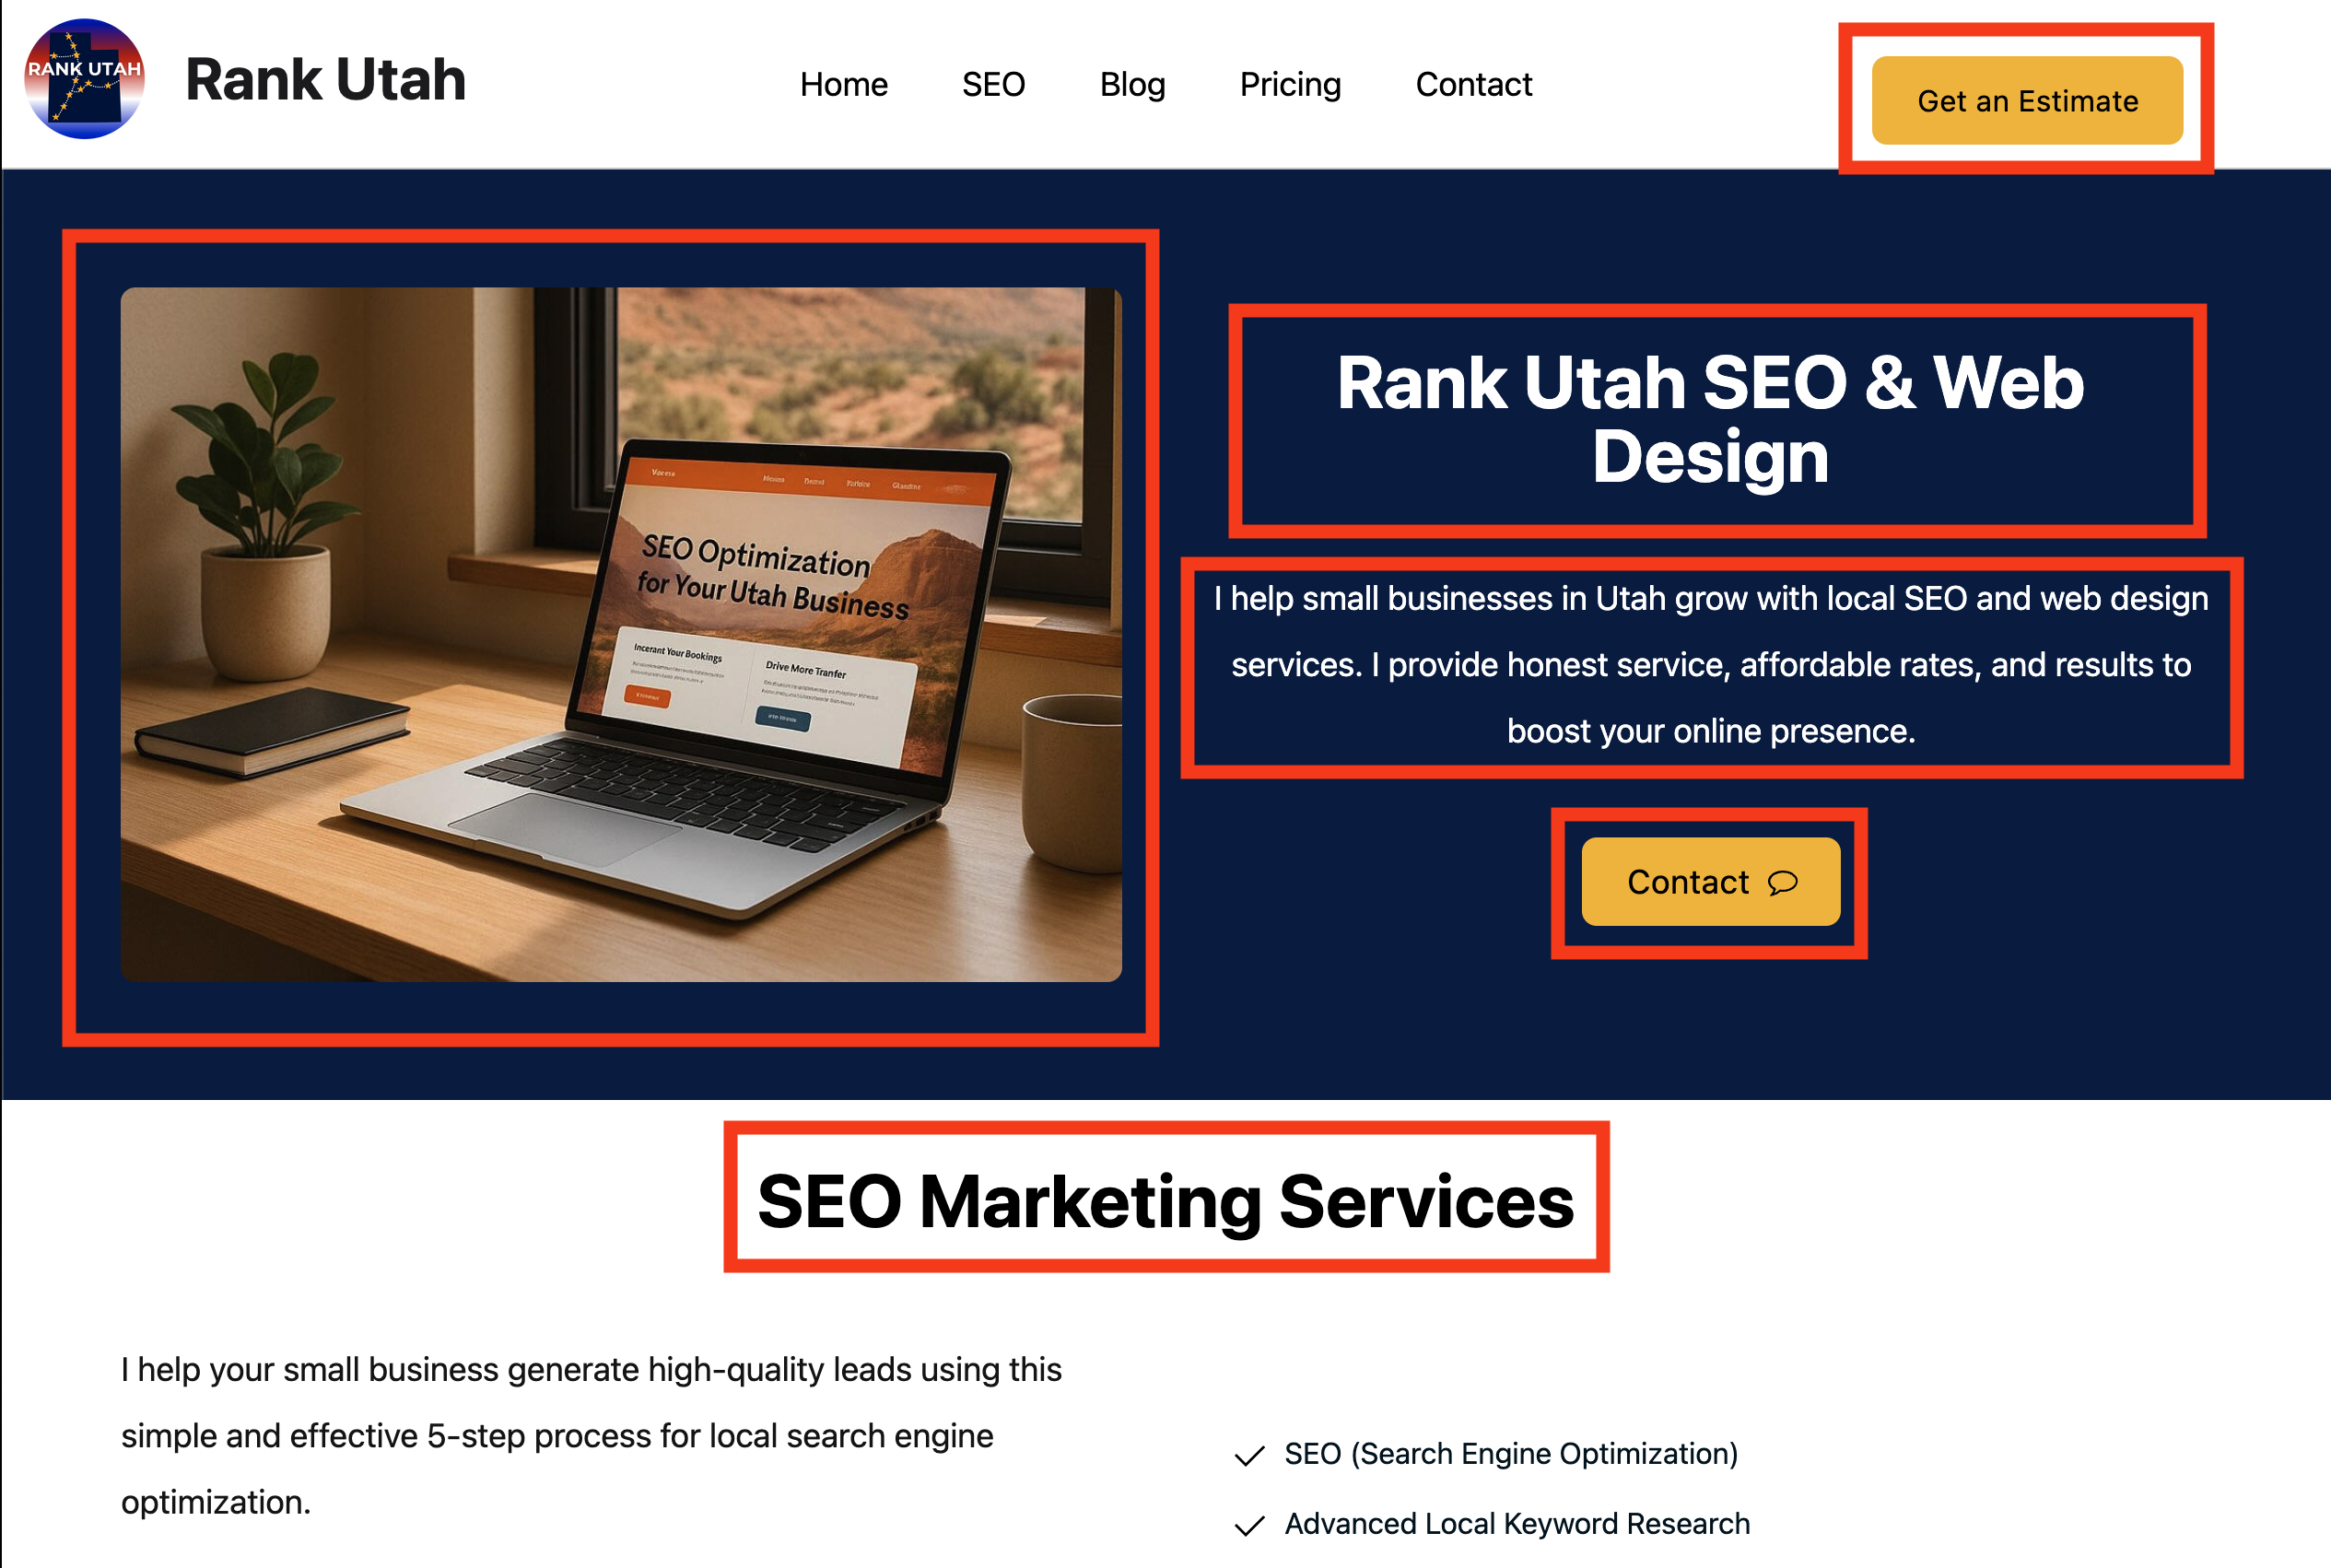 RANK UTAH
Rank Utah
Home
SEO
Blog
Pricing
Contact
Get an Estimate
Vaceso
SEO Optimization
for Your Utah Business
Incerant Your Bookings
Drive More Tranfer
Rank Utah SEO & Web
Design
I help small businesses in Utah grow with local SEO and web design
services. I provide honest service, affordable rates, and results to
boost your online presence.
Contact
SEO Marketing Services
I help your small business generate high-quality leads using this
simple and effective 5-step process for local search engine
optimization.
SEO (Search Engine Optimization)
Advanced Local Keyword Research